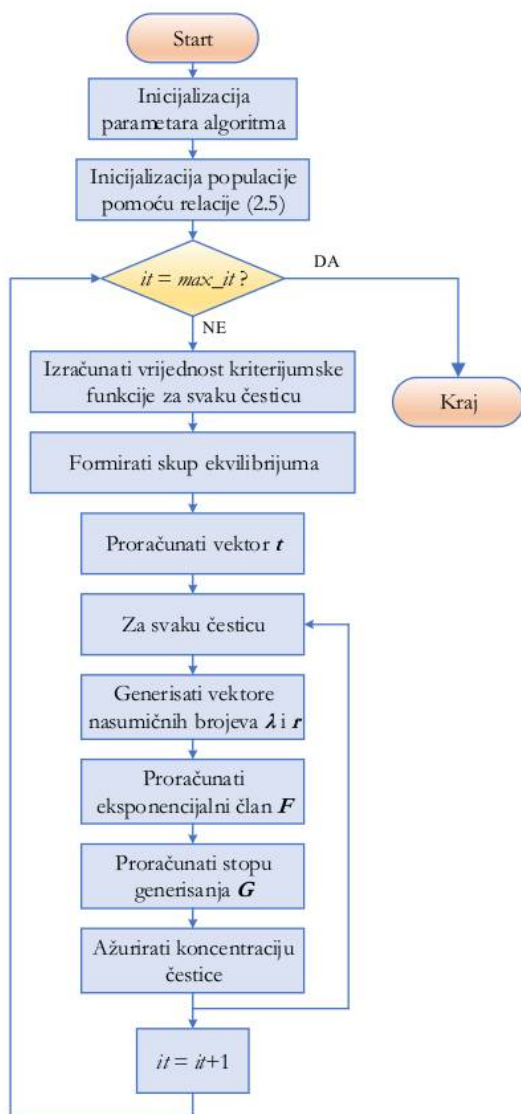 Start
Inicijalizacija
parametara algoritma
Inicijalizacija populacije
pomoću relacije (2.5)
it = max_it ?
DA
NE
Izračunati vrijednost kriterijumske
funkcije za svaku česticu
Kraj
Formirati skup ekvilibrijuma
Proračunati vektor t
Za svaku česticu
Generisati vektore
nasumičnih brojeva λ i r
Proračunati
eksponencijalni član F
Proračunati stopu
generisanja G
Ažurirati koncentraciju
čestice
it = it+1